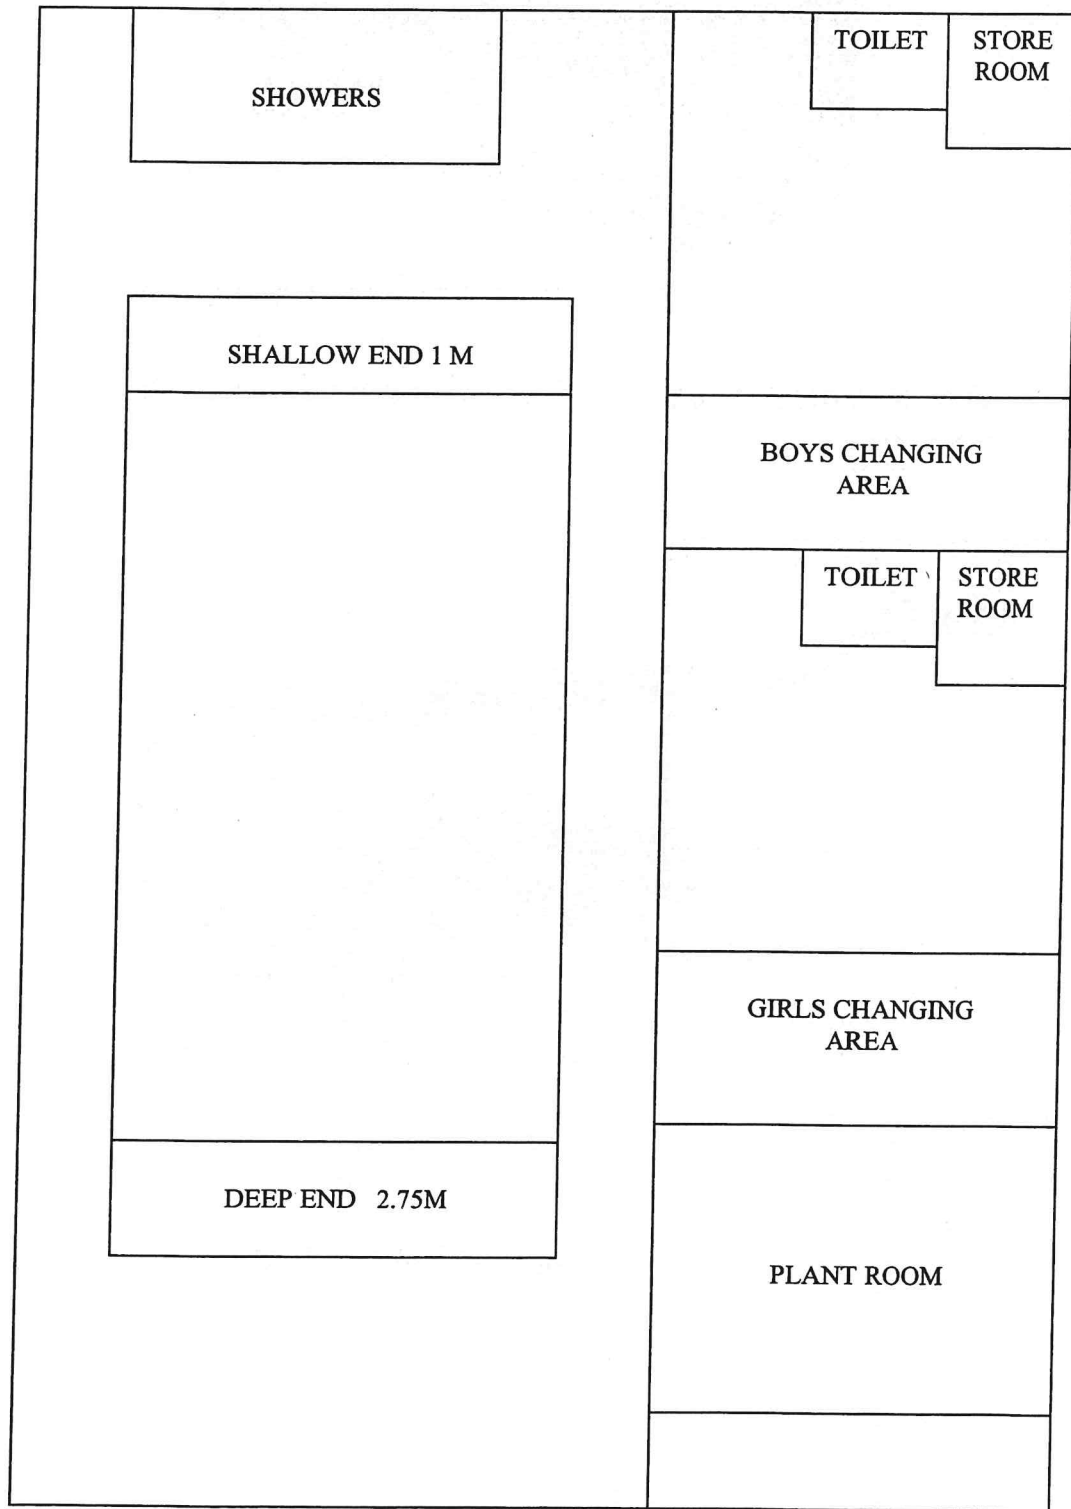 SHOWERS
TOILET
STORE
ROOM
SHALLOW END 1 M
BOYS CHANGING
AREA
TOILET
STORE
ROOM
GIRLS CHANGING
AREA
DEEP END 2.75M
PLANT ROOM